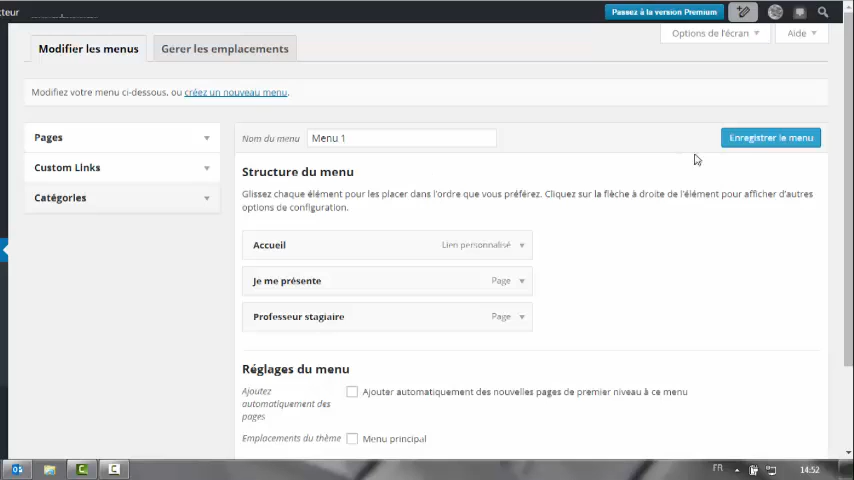 cteur
Passez à la version Premium
Options de l'écran
Aide
Modifier les menus
Gerer les emplacements
Modifiez votre menu ci-dessous, ou créez un nouveau menu.
Pages
Custom Links
Catégories
Nom du menu
Menu 1
Enregistrer le menu
Structure du menu
Glissez chaque élément pour les placer dans l'ordre que vous préférez. Cliquez sur la flèche à droite de l'élément pour afficher d'autres
options de configuration.
Accueil
Lien personnalisé
Je me présente
Page
Professeur stagiaire
Page
Réglages du menu
Ajoutez
automatiquement des
pages
Ajouter automatiquement des nouvelles pages de premier niveau à ce menu
Emplacements du thème
Menu principal
FR
14:52